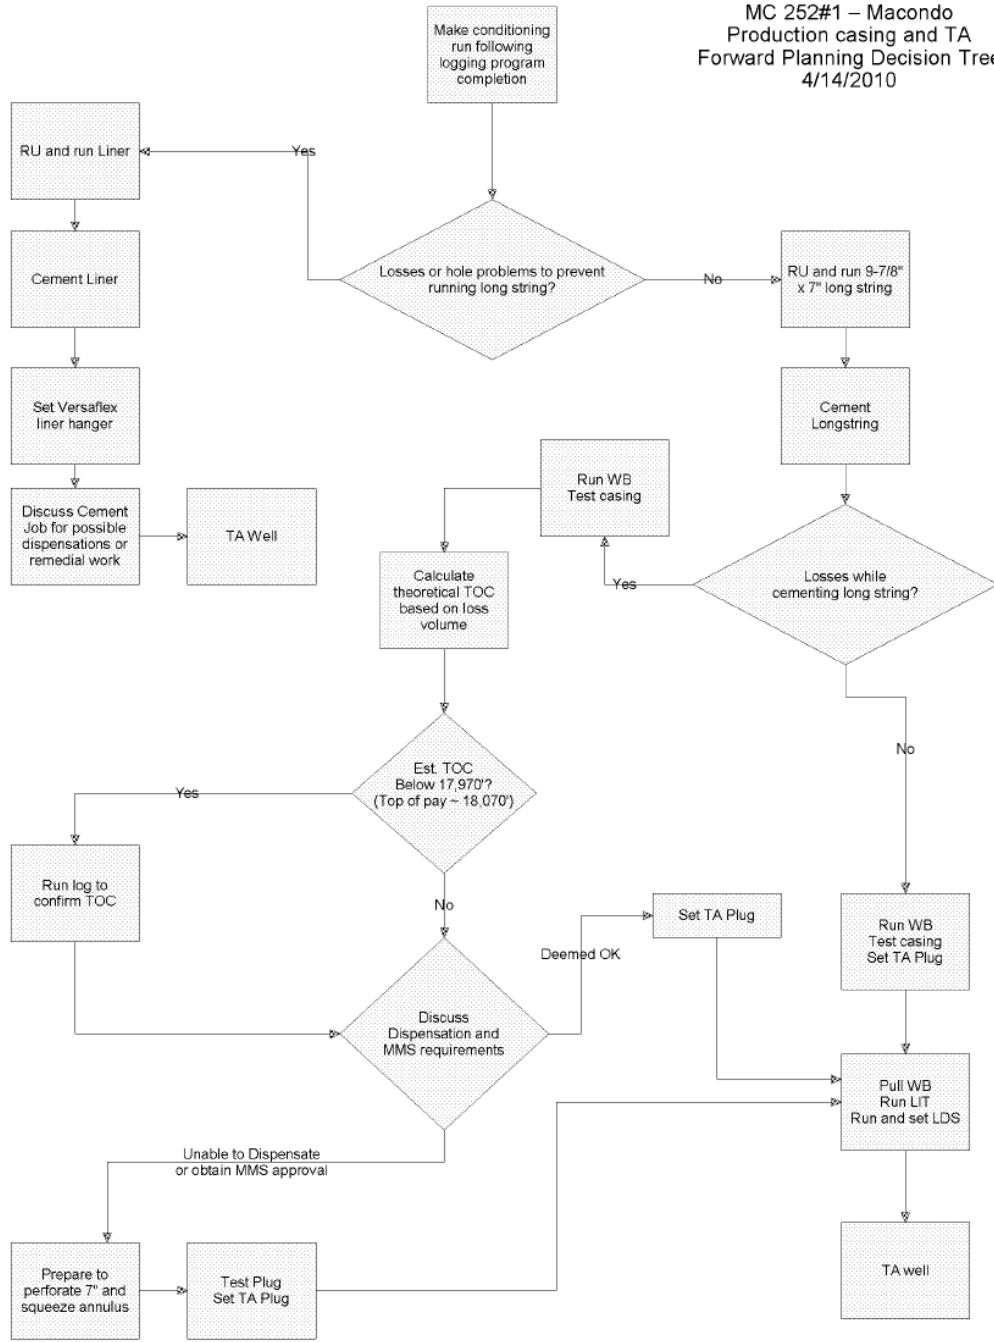 MC 252#1 – Macondo
Production casing and TA
Forward Planning Decision Tree
4/14/2010
Make conditioning
run following
logging program
completion
RU and run Liner
Yes
Losses or hole problems to prevent
running long string?
No
RU and run 9-7/8"
x 7" long string
Cement Liner
Set Versaflex
liner hanger
Cement
Longstring
Discuss Cement
Job for possible
dispensations or
remedial work
TA Well
Run WB
Test casing
Yes
Losses while
cementing long string?
Calculate
theoretical TOC
based on loss
volume
No
Est. TOC
Below 17,970'?
(Top of pay ~ 18,070')
Yes
Run log to
confirm TOC
No
Discuss
Dispensation and
MMS requirements
Deemed OK
Set TA Plug
Run WB
Test casing
Set TA Plug
Pull WB
Run LIT
Run and set LDS
Unable to Dispensate
or obtain MMS approval
Prepare to
perforate 7" and
squeeze annulus
Test Plug
Set TA Plug
TA well